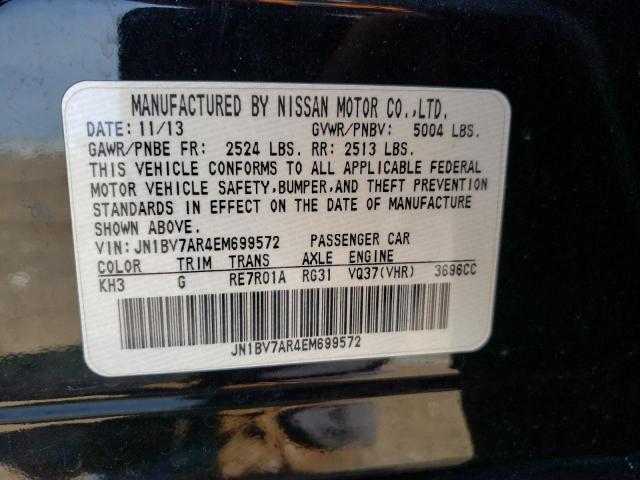 MANUFACTURED BY NISSAN MOTOR CO.,LTD.
DATE: 11/13 GVWR/PNBV: 5004 LBS.
GAWR/PNBE FR: 2524 LBS. RR: 2513 LBS.
THIS VEHICLE CONFORMS TO ALL APPLICABLE FEDERAL
MOTOR VEHICLE SAFETY,BUMPER,AND THEFT PREVENTION
STANDARDS IN EFFECT ON THE DATE OF MANUFACTURE
SHOWN ABOVE.
VIN: JN1BV7AR4EM699572 PASSENGER CAR
COLOR TRIM TRANS AXLE ENGINE
KH3 G RE7R01A RG31 VQ37(VHR) 3696CC
JN1BV7AR4EM699572